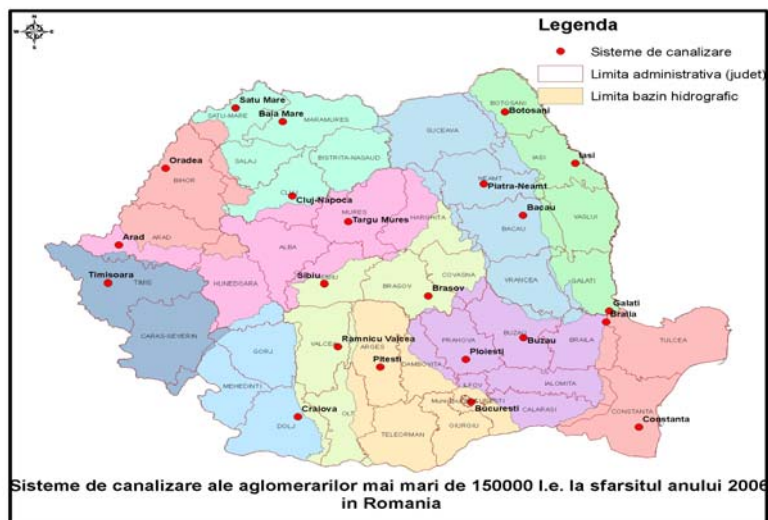 Legenda
Sisteme de canalizare
Limita administrativa (judet)
Limita bazin hidrografic
Satu Mare
SATU-MARE
Baia Mare
MARAMURES
BOTOSANI
Botosani
SUCEAVA
Oradea
BIHOR
SALAJ
BISTRITA-NASAUD
IASI
Iasi
CLUJ
Cluj-Napoca
NEAMT
Piatra-Neamt
MURES
Targu Mures
HARGHITA
BACAU
Bacau
VASLUI
Arad
ARAD
ALBA
Timisoara
TIMIS
HUNEDOARA
Sibiu
BRASOV
COVASNA
Brasov
VRANCEA
GALATI
Galati
Braila
CARAS-SEVERIN
GORJ
VALCEA
Ramnicu Valcea
ARGES
Pitesti
DAMBOVITA
PRAHOVA
Ploiesti
BUZAU
Buzau
BRAILA
TULCEA
MEHEDINTI
ILFOV
IALOMITA
Craiova
DOLJ
OLT
TELEORMAN
GIURGIU
Bucuresti
CALARASI
CONSTANTA
Constanta
Sisteme de canalizare ale aglomerarilor mai mari de 150000 l.e. la sfarsitul anului 2006
in Romania